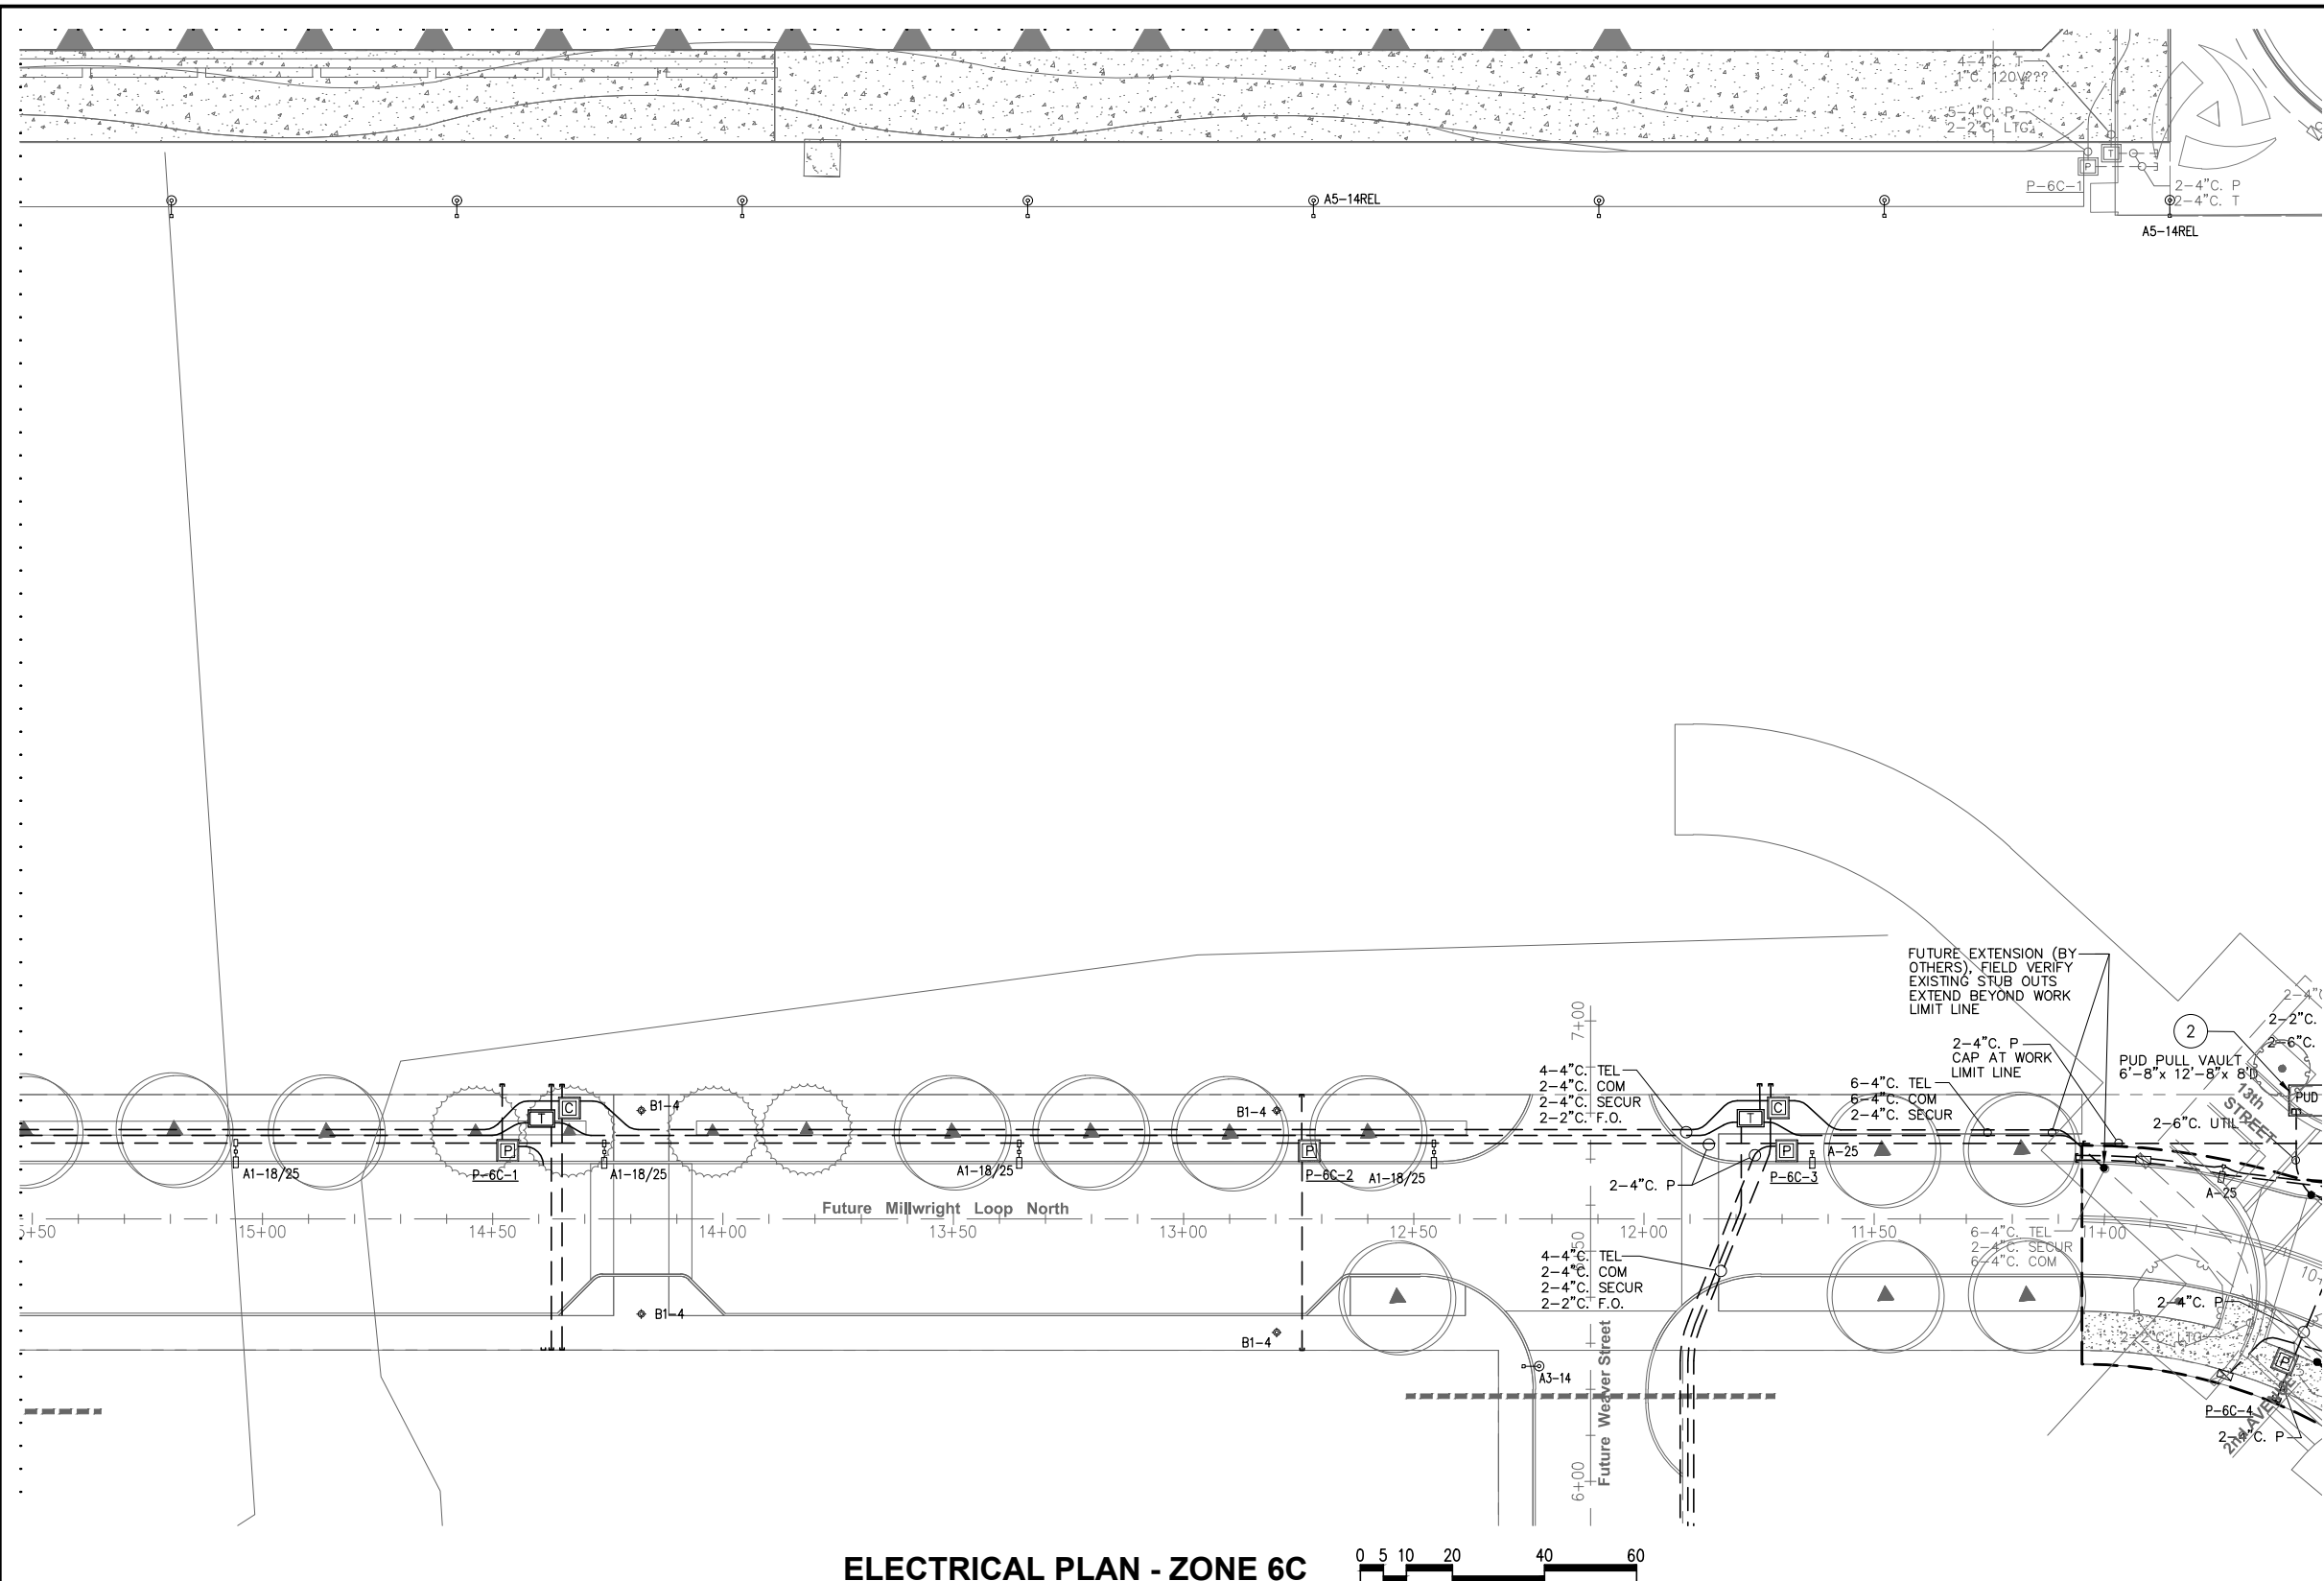 4-4"C. T
1"C. 120V???
5-4"C. P
2-2"C. LTG.
T
P
P-6C-1
2-4"C. P
2-4"C. T
A5-14REL
A5-14REL
FUTURE EXTENSION (BY
OTHERS), FIELD VERIFY
EXISTING STUB OUTS
EXTEND BEYOND WORK
LIMIT LINE
2-4"C. P
CAP AT WORK
LIMIT LINE
2
PUD PULL VAULT
6'-8"x 12'-8"x 8'D
2-2"C.
2-6"C.
PUD
13th
STREET
2-6"C. UTIL
7+00
4-4"C. TEL
2-4"C. COM
2-4"C. SECUR
2-2"C. F.O.
6-4"C. TEL
6-4"C. COM
2-4"C. SECUR
T
C
P
B1-4
B1-4
P
T
C
P
A-25
A-25
A1-18/25
P-6C-1
A1-18/25
A1-18/25
P-6C-2
A1-18/25
P-6C-3
2-4"C. P
Future Millwright Loop North
5+50
15+00
14+50
14+00
13+50
13+00
12+50
12+00
11+50
11+00
6-4"C. TEL
2-4"C. SECUR
6-4"C. COM
4-4"C. TEL
2-4"C. COM
2-4"C. SECUR
2-2"C. F.O.
B1-4
B1-4
A3-14
Future Weaver Street
6+00
2-4"C. P
2-2"C. LTG
P
P-6C-4
2nd AVENUE
2-4"C. P
ELECTRICAL PLAN - ZONE 6C
0 5 10 20 40 60